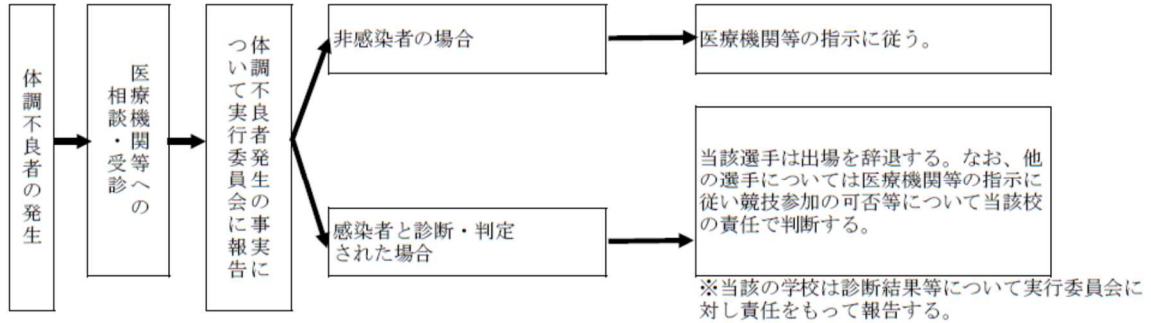 体調不良者の発生
医療機関等への
相談・受診
体調不良者発生の事実に
ついて実行委員会に報告
非感染者の場合
医療機関等の指示に従う。
感染者と診断・判定
された場合
当該選手は出場を辞退する。なお、他
の選手については医療機関等の指示に
従い競技参加の可否等について当該校
の責任で判断する。
※当該の学校は診断結果等について実行委員会に
対し責任をもって報告する。